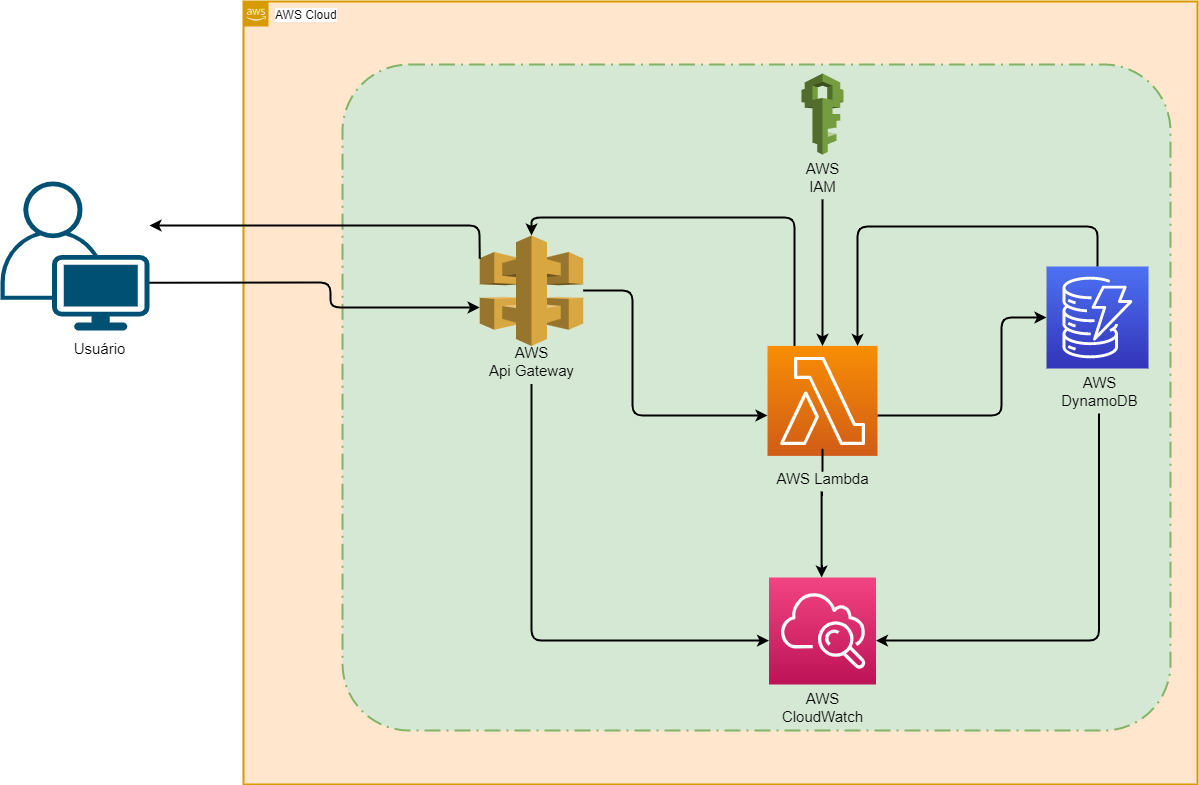 aws
AWS Cloud
AWS
IAM
Usuário
AWS
Api Gateway
AWS
DynamoDB
AWS Lambda
AWS
CloudWatch